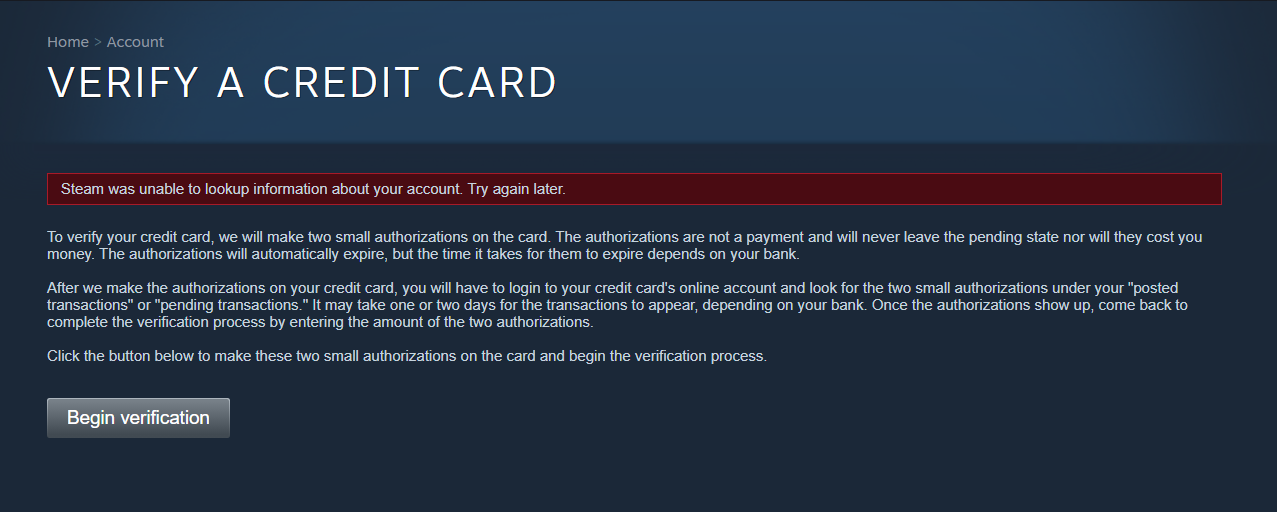 Home > Account
VERIFY A CREDIT CARD
Steam was unable to lookup information about your account. Try again later.
To verify your credit card, we will make two small authorizations on the card. The authorizations are not a payment and will never leave the pending state nor will they cost you
money. The authorizations will automatically expire, but the time it takes for them to expire depends on your bank.
After we make the authorizations on your credit card, you will have to login to your credit card's online account and look for the two small authorizations under your "posted
transactions" or "pending transactions." It may take one or two days for the transactions to appear, depending on your bank. Once the authorizations show up, come back to
complete the verification process by entering the amount of the two authorizations.
Click the button below to make these two small authorizations on the card and begin the verification process.
Begin verification